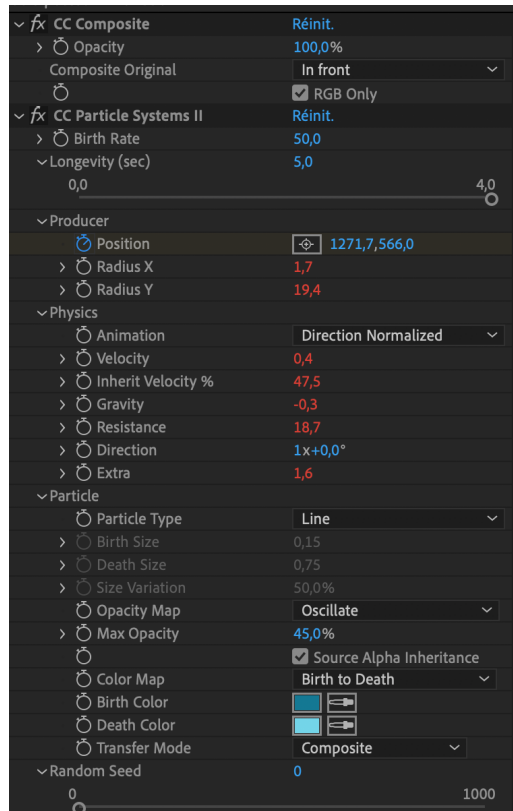 fx CC Composite Réinit.
Opacity 100,0%
Composite Original In front
RGB Only
fx CC Particle Systems II Réinit.
Birth Rate 50,0
Longevity (sec) 5,0
0,0 4,0
Producer
Position 1271,7,566,0
Radius X 1,7
Radius Y 19,4
Physics
Animation Direction Normalized
Velocity 0,4
Inherit Velocity % 47,5
Gravity -0,3
Resistance 18,7
Direction 1x+0,0°
Extra 1,6
Particle
Particle Type Line
Birth Size 0,15
Death Size 0,75
Size Variation 50,0%
Opacity Map Oscillate
Max Opacity 45,0%
Source Alpha Inheritance
Color Map Birth to Death
Birth Color
Death Color
Transfer Mode Composite
Random Seed 0
0 1000